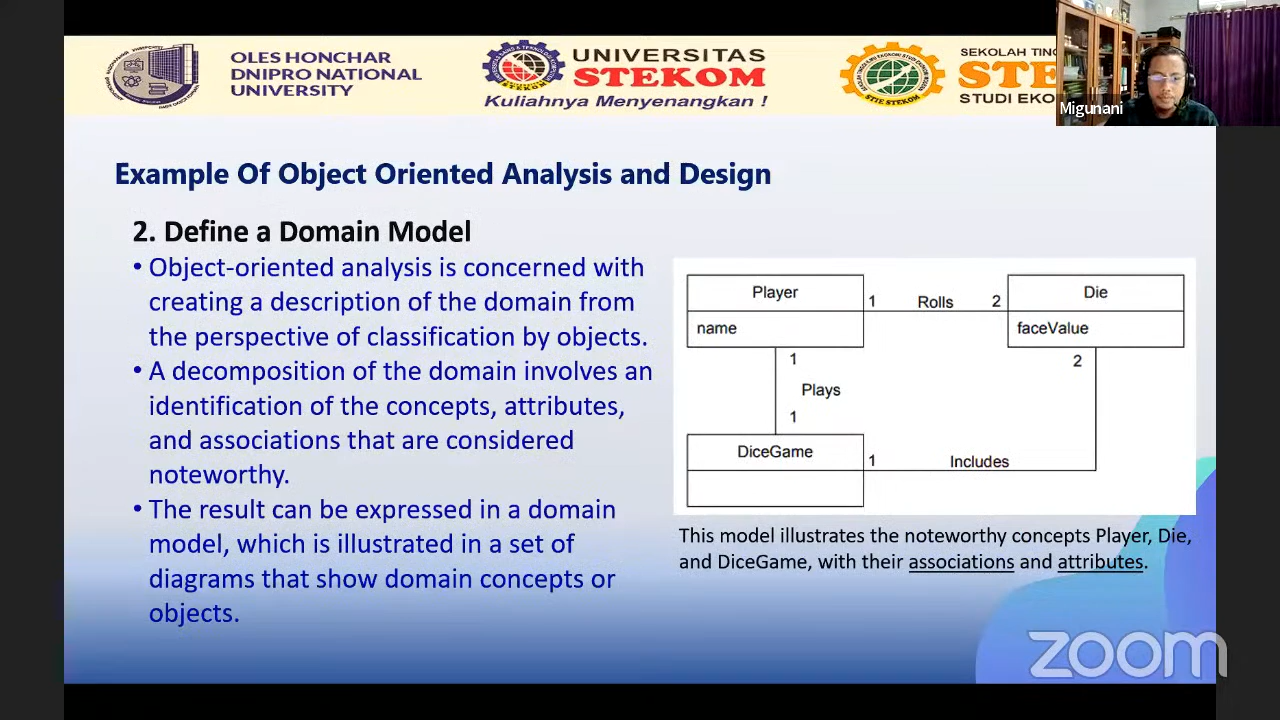 OLES HONCHAR
DNIPRO NATIONAL
UNIVERSITY
UNIVERSITAS
STEKOM
Kuliahnya Menyenangkan !
SEKOLAH TING
STE
STUDI EKO
STIE STEKOM
Migunani
Example Of Object Oriented Analysis and Design
2. Define a Domain Model
• Object-oriented analysis is concerned with
creating a description of the domain from
the perspective of classification by objects.
• A decomposition of the domain involves an
identification of the concepts, attributes,
and associations that are considered
noteworthy.
• The result can be expressed in a domain
model, which is illustrated in a set of
diagrams that show domain concepts or
objects.
Player
name
1 Rolls 2
Die
faceValue
2
1
Plays
1
DiceGame
1 Includes
This model illustrates the noteworthy concepts Player, Die,
and DiceGame, with their associations and attributes.
zoom